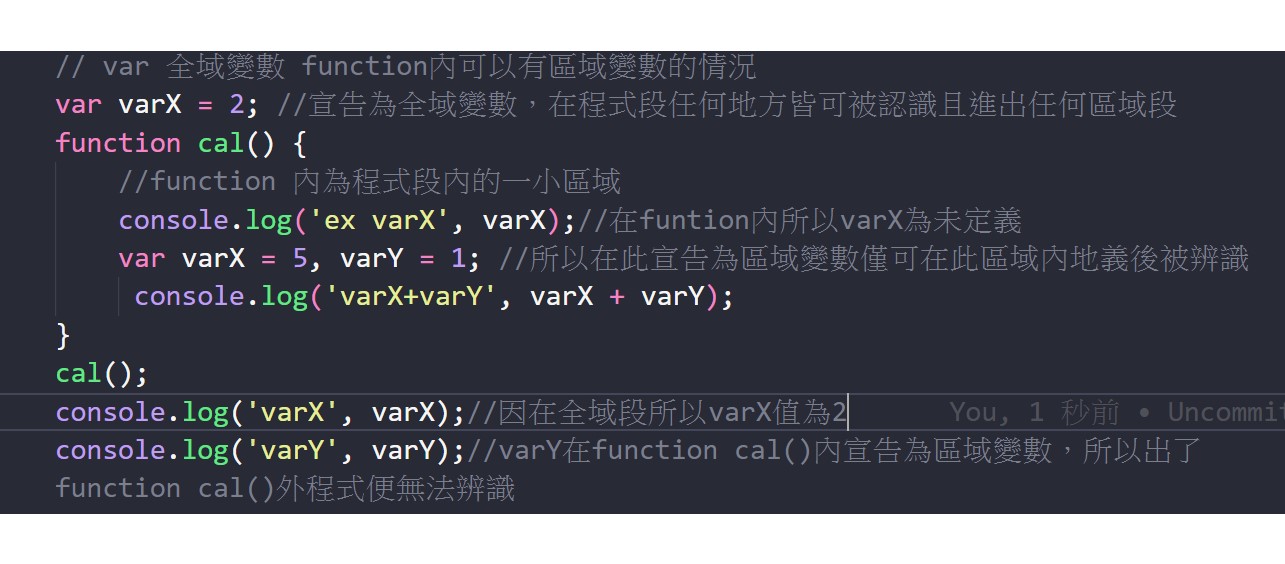 // var 全域變數 function內可以有區域變數的情況
var varX = 2; //宣告為全域變數，在程式段任何地方皆可被認識且進出任何區域段
function cal() {
//function 內為程式段內的一小區域
console.log('ex varX', varX);//在funtion內所以varX為未定義
var varX = 5, varY = 1; //所以在此宣告為區域變數僅可在此區域內地義後被辨識
console.log('varX+varY', varX + varY);
}
cal();
console.log('varX', varX);//因在全域段所以varX值為2 You, 1 秒前 • Uncommi
console.log('varY', varY);//varY在function cal()內宣告為區域變數，所以出了
function cal()外程式便無法辨識